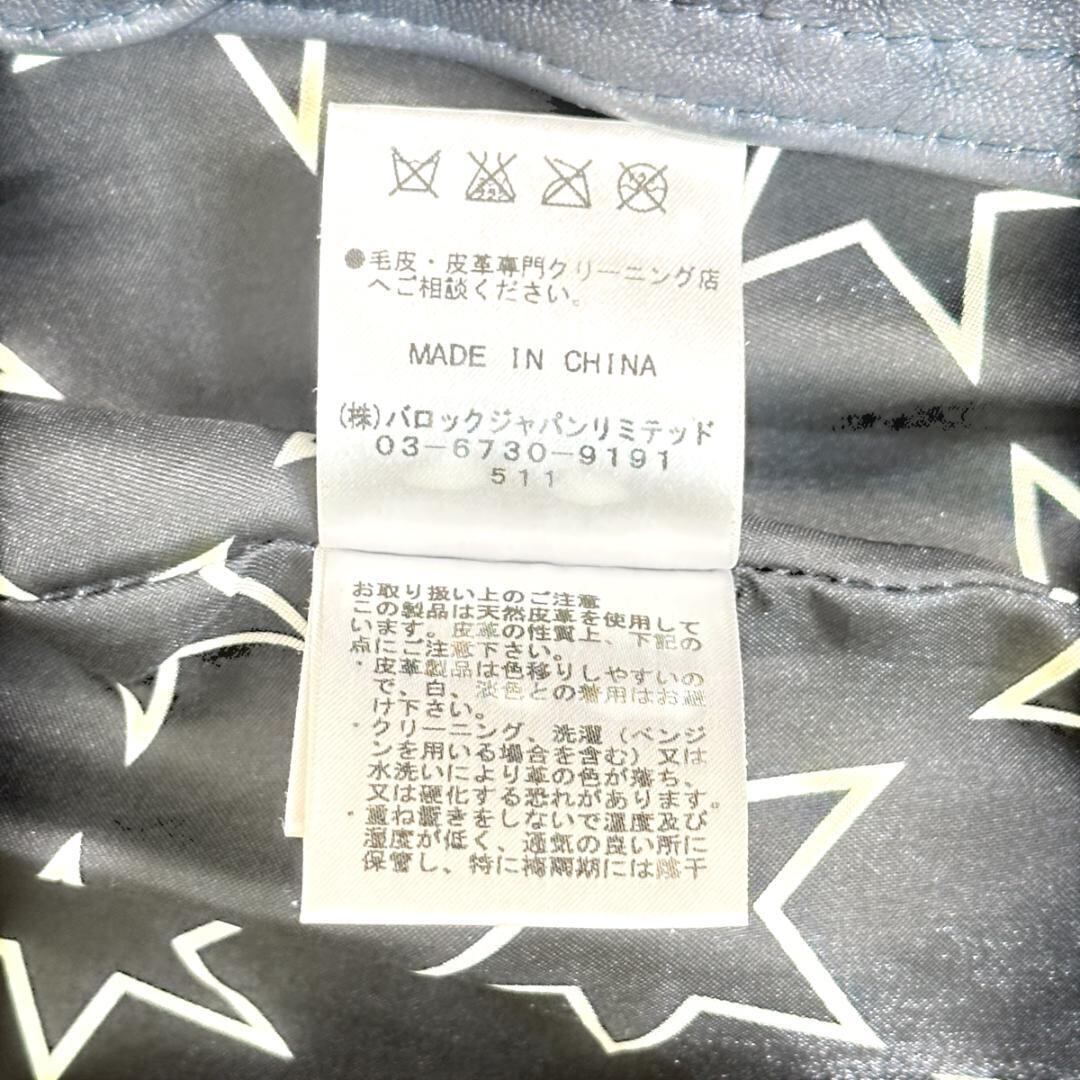 ●毛皮・皮革専門クリーニング店
へご相談ください。
MADE IN CHINA
(株)バロックジャパンリミテッド
03-6730-9191
511
お取り扱い上のご注意
この製品は天然皮革を使用して
います。皮革の性質上、下記の
点にご注意下さい。
・皮革製品は色移りしやすいの
で、白、淡色との着用はお避
け下さい。
・クリーニング、洗濯(ベンジ
ンを用いる場合を含む)又は
水洗いにより革の色が落ち、
又は硬化する恐れがあります。
・重ね置きをしないで温度及び
湿度が低く、通気の良い所に
保管し、特に梅雨期には陰干